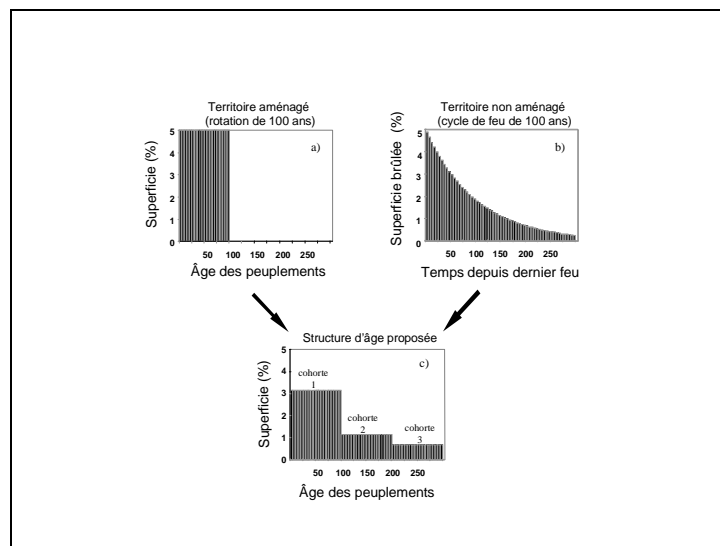 Territoire aménagé
(rotation de 100 ans)
a)
Superficie (%)
5
4
3
2
1
0
50 100 150 200 250
Âge des peuplements
Territoire non aménagé
(cycle de feu de 100 ans)
b)
Superficie brûlée (%)
5
4
3
2
1
0
50 100 150 200 250
Temps depuis dernier feu
Structure d'âge proposée
c)
Superficie (%)
5
4
3
2
1
0
cohorte
1
cohorte
2
cohorte
3
50 100 150 200 250
Âge des peuplements